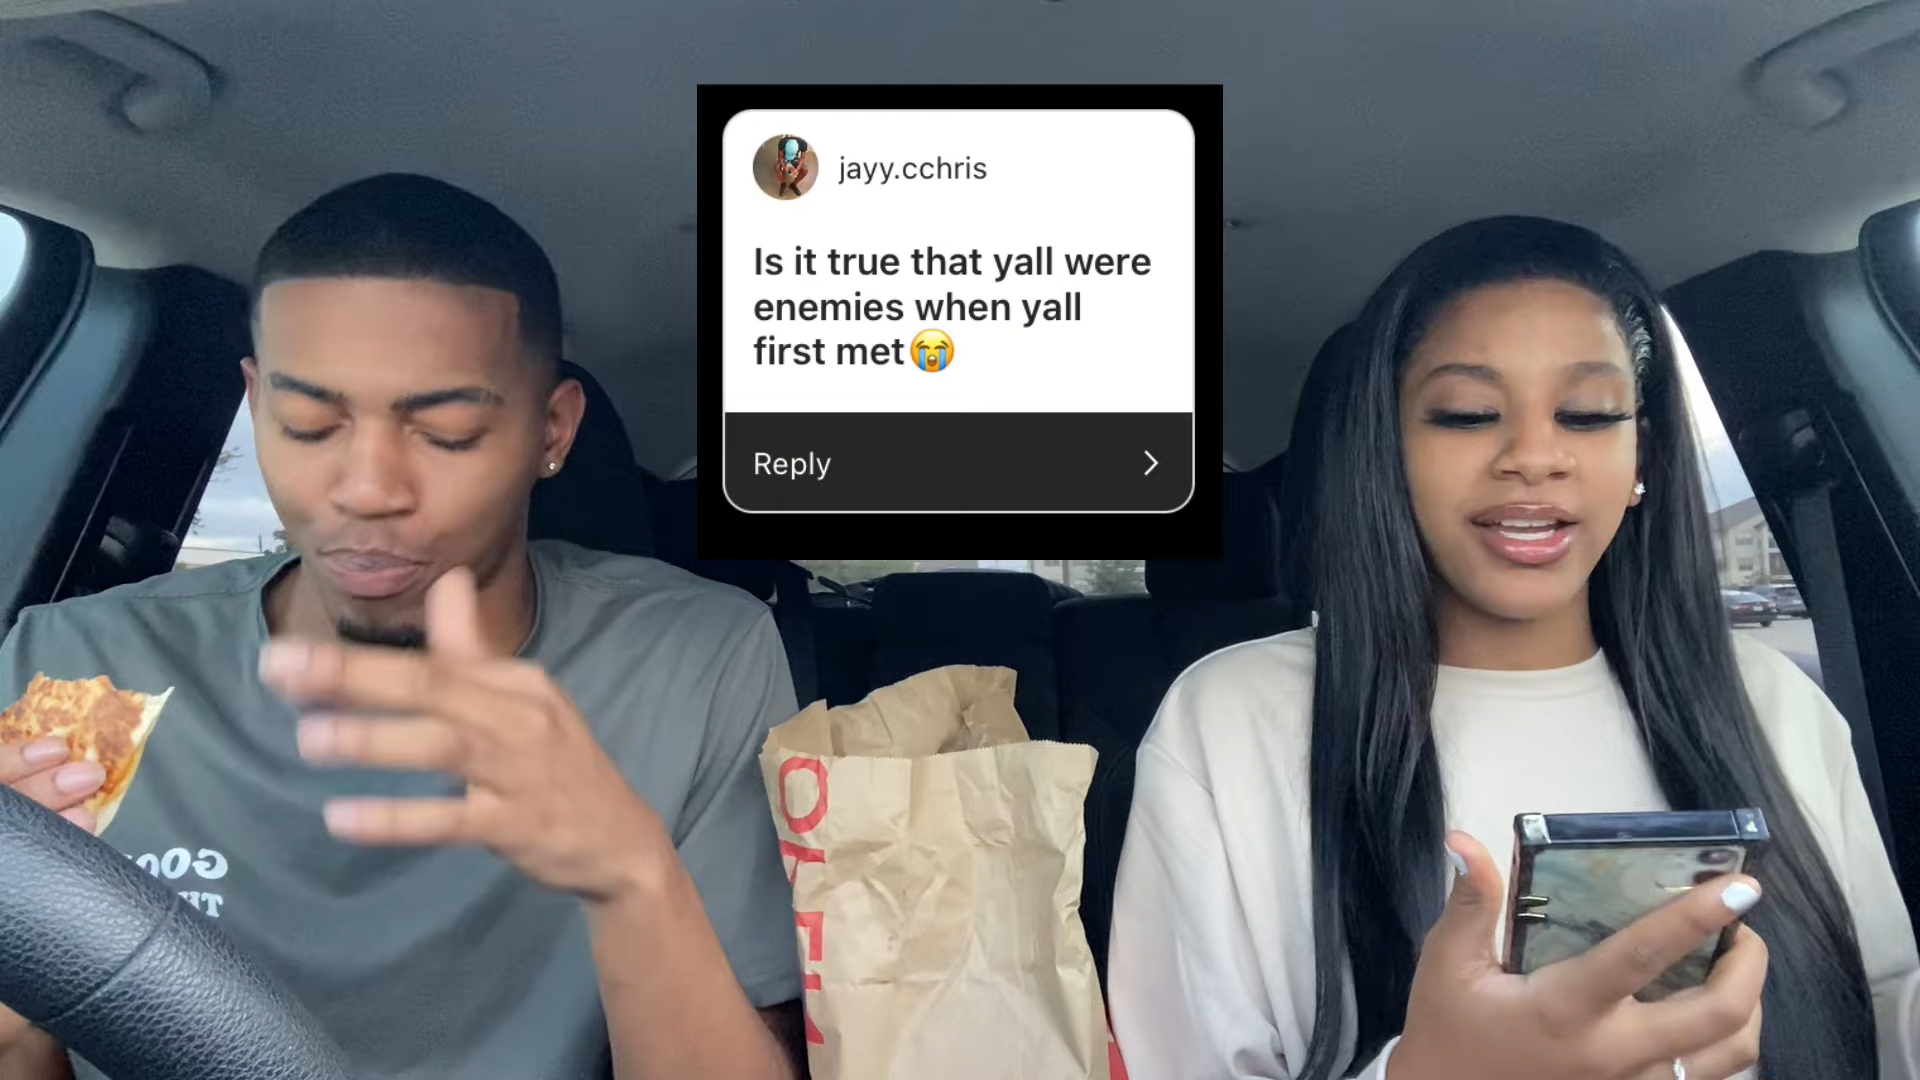 jayy.cchris
Is it true that yall were
enemies when yall
first met😭
Reply